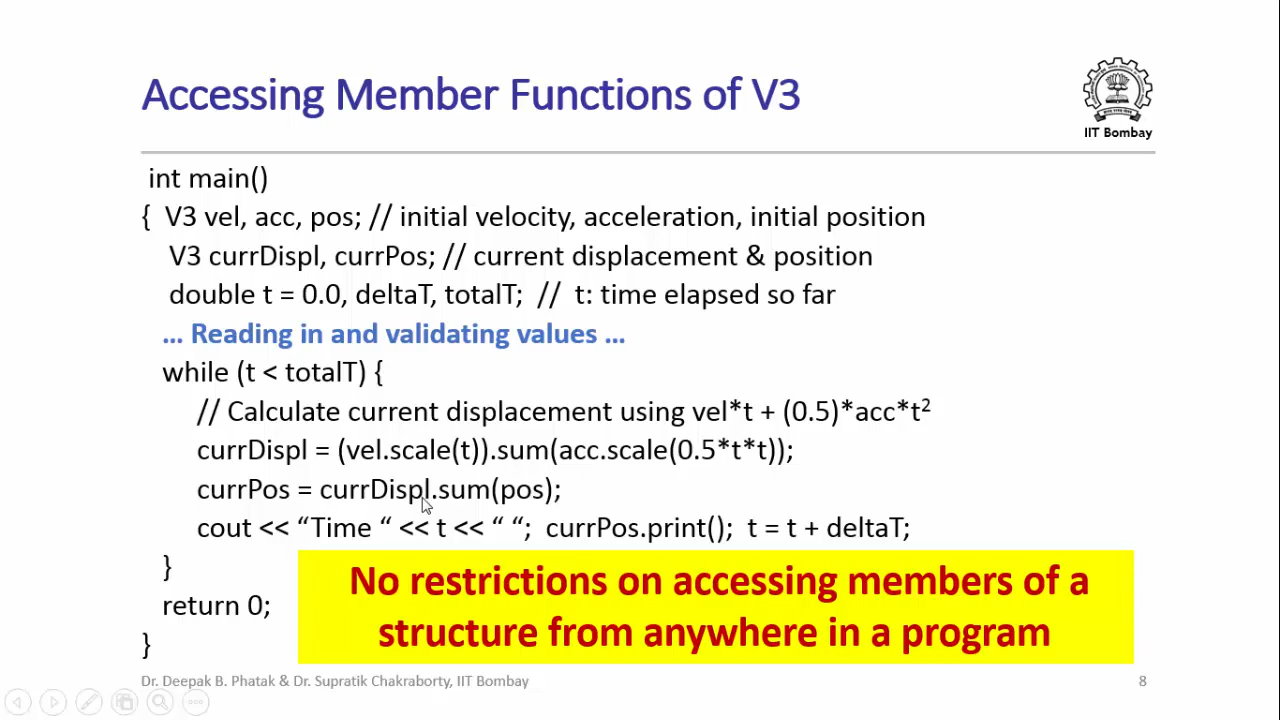 Accessing Member Functions of V3
IIT Bombay
int main()
{ V3 vel, acc, pos; // initial velocity, acceleration, initial position
V3 currDispl, currPos; // current displacement & position
double t = 0.0, deltaT, totalT; // t: time elapsed so far
… Reading in and validating values …
while (t < totalT) {
// Calculate current displacement using vel*t + (0.5)*acc*t²
currDispl = (vel.scale(t)).sum(acc.scale(0.5*t*t));
currPos = currDispl.sum(pos);
cout << “Time “ << t << “ “; currPos.print(); t = t + deltaT;
}
return 0;
}
No restrictions on accessing members of a
structure from anywhere in a program
Dr. Deepak B. Phatak & Dr. Supratik Chakraborty, IIT Bombay
8